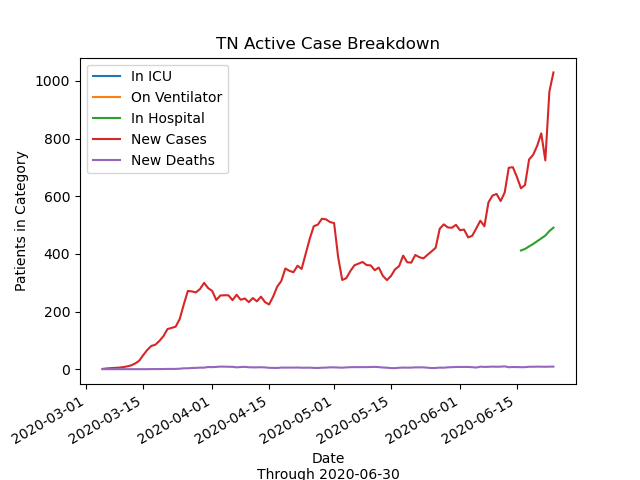 TN Active Case Breakdown
In ICU
On Ventilator
In Hospital
New Cases
New Deaths
Patients in Category
1000
800
600
400
200
0
2020-03-01
2020-03-15
2020-04-01
2020-04-15
2020-05-01
2020-05-15
2020-06-01
2020-06-15
Date
Through 2020-06-30